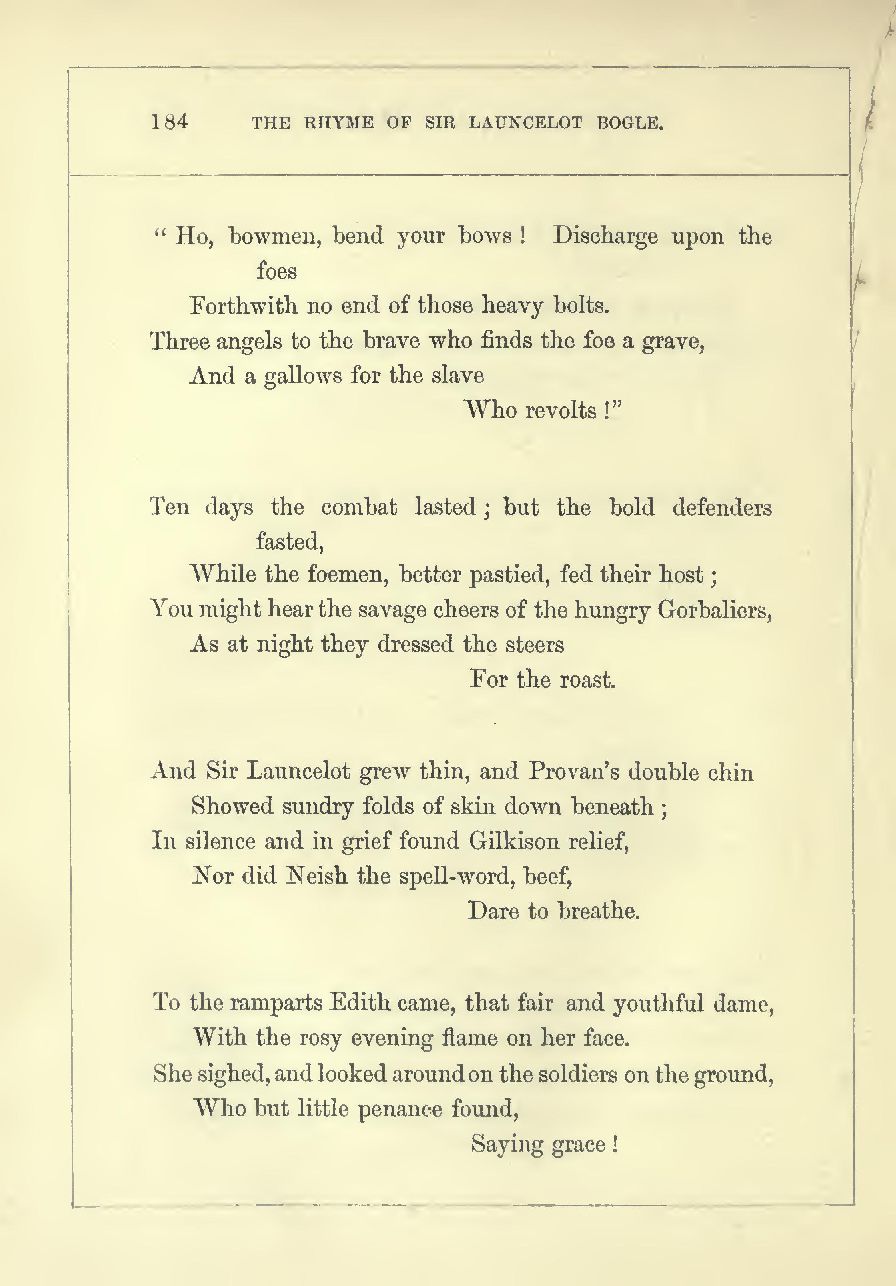 184 THE RHYME OF SIR LAUNCELOT BOGLE.
“ Ho, bowmen, bend your bows ! Discharge upon the
foes
Forthwith no end of those heavy bolts.
Three angels to the brave who finds the foe a grave,
And a gallows for the slave
Who revolts !”
Ten days the combat lasted ; but the bold defenders
fasted,
While the foemen, better pastied, fed their host ;
You might hear the savage cheers of the hungry Gorbaliers,
As at night they dressed the steers
For the roast.
And Sir Launcelot grew thin, and Provan’s double chin
Showed sundry folds of skin down beneath ;
In silence and in grief found Gilkison relief,
Nor did Neish the spell-word, beef,
Dare to breathe.
To the ramparts Edith came, that fair and youthful dame,
With the rosy evening flame on her face.
She sighed, and looked around on the soldiers on the ground,
Who but little penance found,
Saying grace !